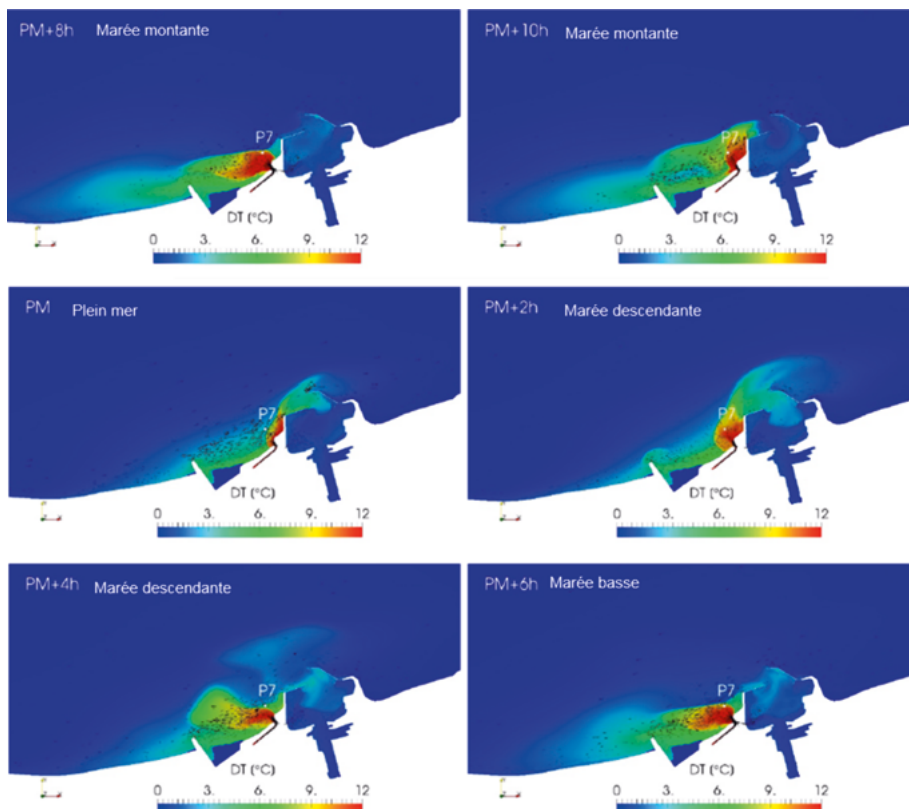 PM+8h Marée montante
P7
DT (°C)
0 3. 6. 9. 12
PM+10h Marée montante
P7
DT (°C)
0 3. 6. 9. 12
PM Plein mer
P7
DT (°C)
0 3. 6. 9. 12
PM+2h Marée descendante
P7
DT (°C)
0 3. 6. 9. 12
PM+4h Marée descendante
P7
DT (°C)
0 3. 6. 9. 12
PM+6h Marée basse
P7
DT (°C)
0 3. 6. 9. 12